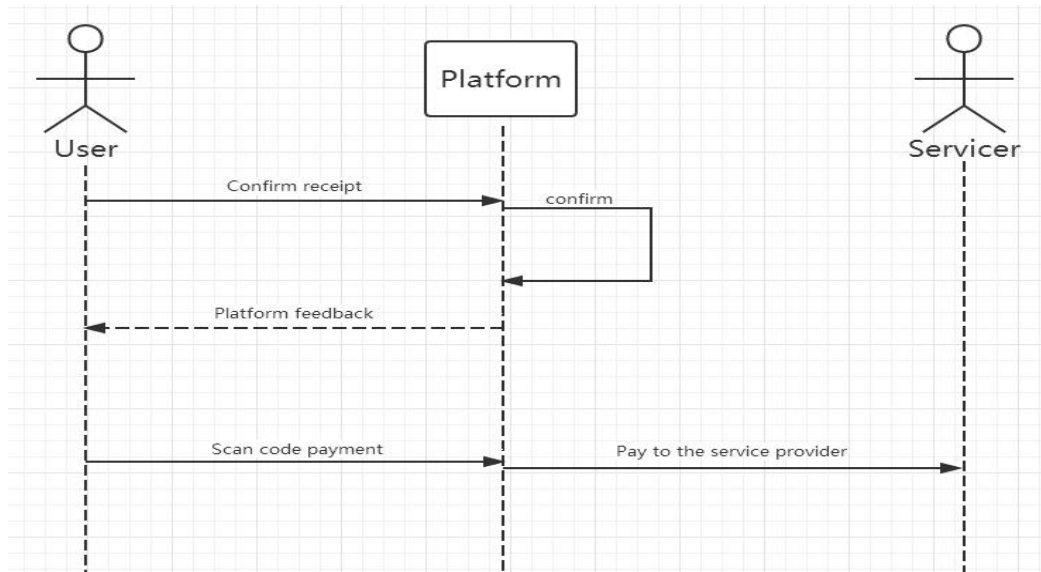 Platform
User
Servicer
Confirm receipt
confirm
Platform feedback
Scan code payment
Pay to the service provider